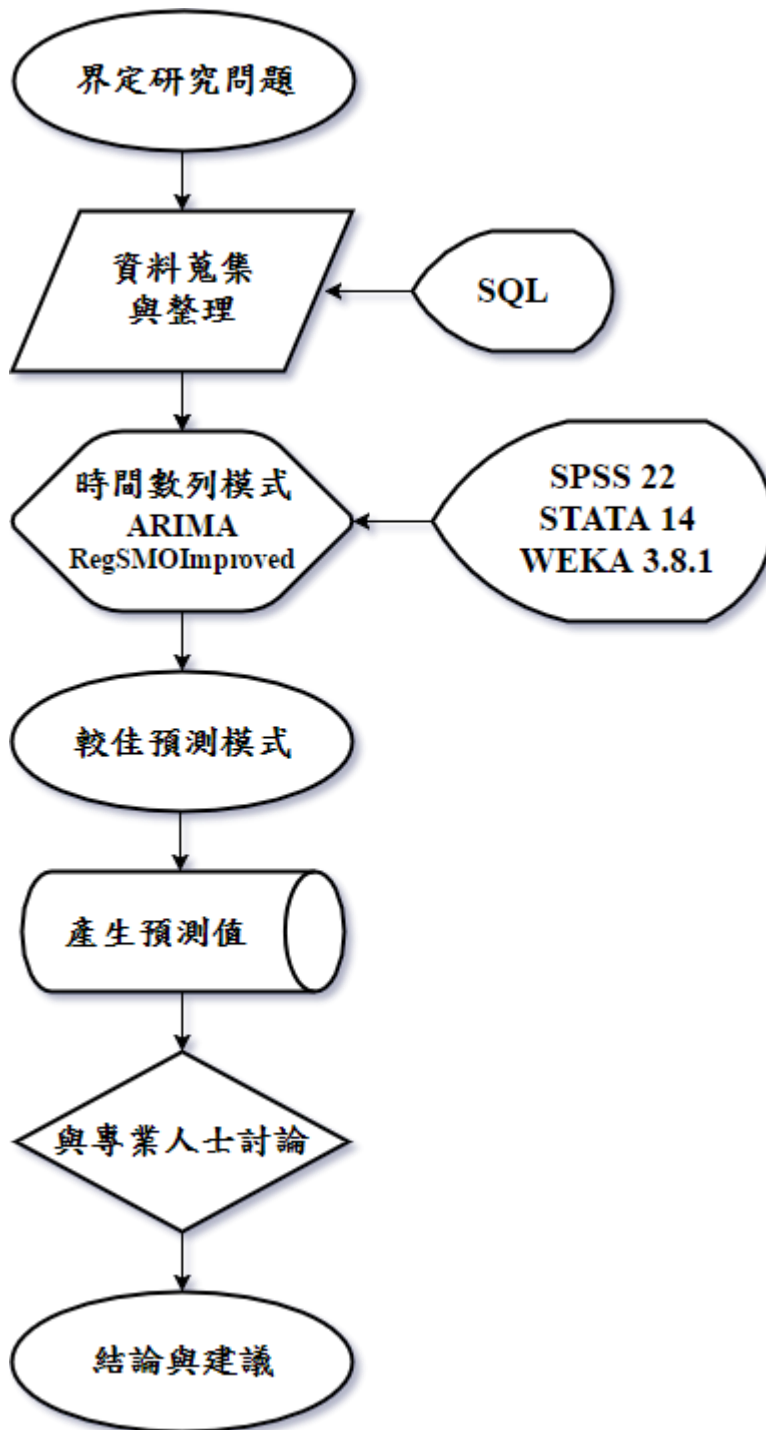 界定研究問題
資料蒐集
與整理
SQL
時間數列模式
ARIMA
RegSMOImproved
SPSS 22
STATA 14
WEKA 3.8.1
較佳預測模式
產生預測值
與專業人士討論
結論與建議